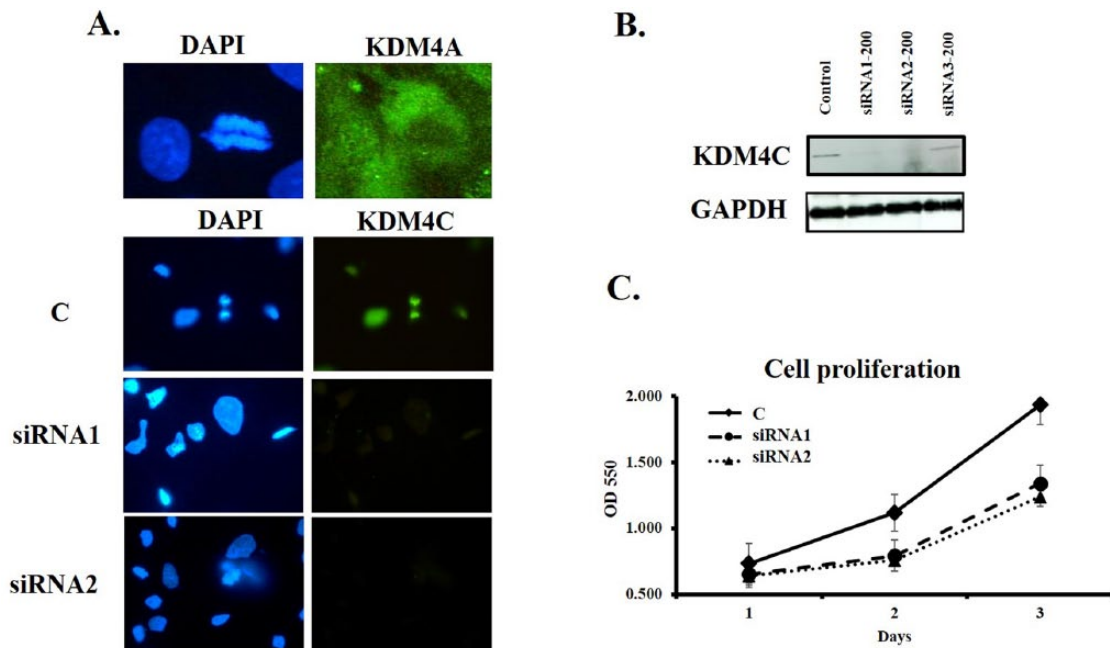 A.
DAPI KDM4A
DAPI KDM4C
C
siRNA1
siRNA2
B.
Control
siRNA1-200
siRNA2-200
siRNA3-200
KDM4C
GAPDH
C.
Cell proliferation
C
siRNA1
siRNA2
OD 550
2.000
1.500
1.000
0.500
1 2 3
Days